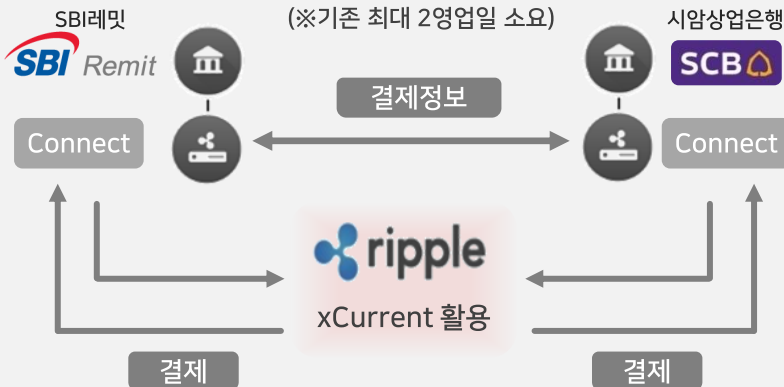 SBI레밋
(※기존 최대 2영업일 소요)
시암상업은행
SBI Remit
SCB
결제정보
Connect
Connect
ripple
xCurrent 활용
결제
결제